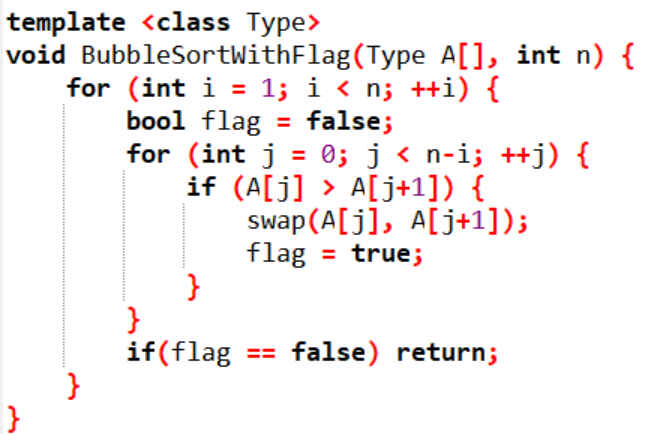 template <class Type>
void BubbleSortWithFlag(Type A[], int n) {
    for (int i = 1; i < n; ++i) {
        bool flag = false;
        for (int j = 0; j < n-i; ++j) {
            if (A[j] > A[j+1]) {
                swap(A[j], A[j+1]);
                flag = true;
            }
        }
        if(flag == false) return;
    }
}